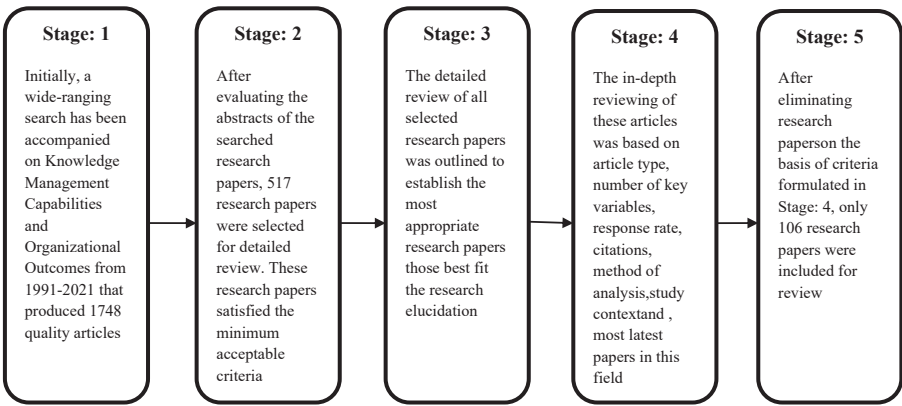 Stage: 1
Initially, a
wide-ranging
search has been
accompanied
on Knowledge
Management
Capabilities
and
Organizational
Outcomes from
1991-2021 that
produced 1748
quality articles
Stage: 2
After
evaluating the
abstracts of the
searched
research
papers, 517
research papers
were selected
for detailed
review. These
research papers
satisfied the
minimum
acceptable
criteria
Stage: 3
The detailed
review of all
selected
research papers
was outlined to
establish the
most
appropriate
research papers
those best fit
the research
elucidation
Stage: 4
The in-depth
reviewing of
these articles
was based on
article type,
number of key
variables,
response rate,
citations,
method of
analysis,study
contextand ,
most latest
papers in this
field
Stage: 5
After
eliminating
research
paperson the
basis of criteria
formulated in
Stage: 4, only
106 research
papers were
included for
review